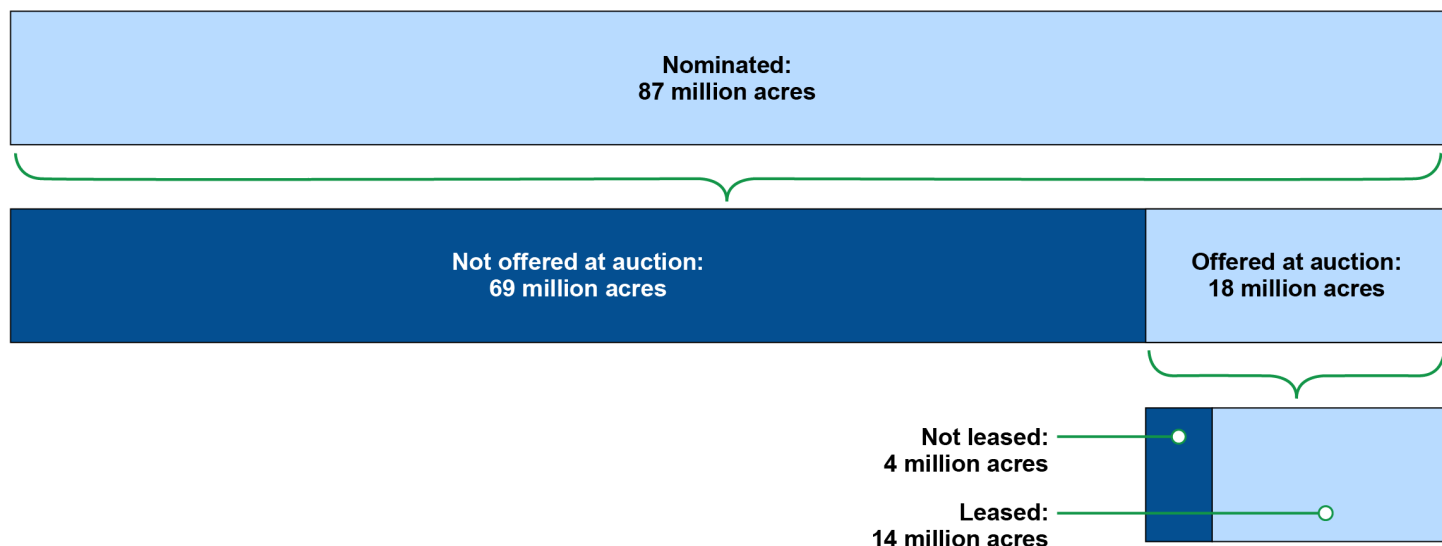 Nominated:
87 million acres
Not offered at auction:
69 million acres
Offered at auction:
18 million acres
Not leased:
4 million acres
Leased:
14 million acres